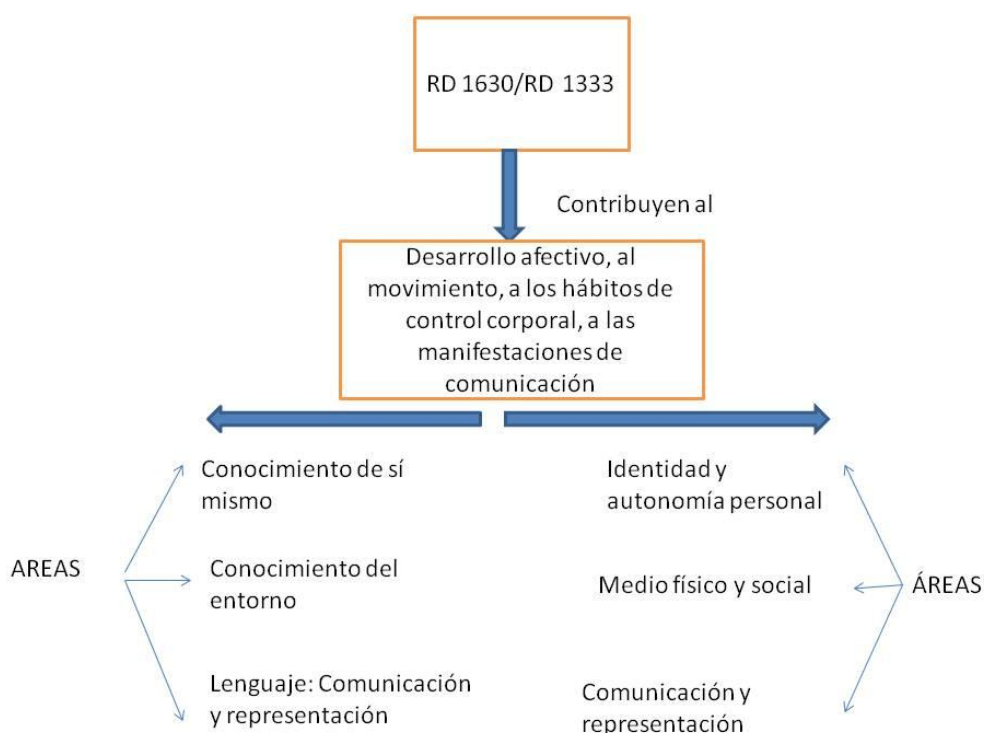 RD 1630/RD 1333
Contribuyen al
Desarrollo afectivo, al
movimiento, a los hábitos de
control corporal, a las
manifestaciones de
comunicación
AREAS
Conocimiento de sí
mismo
Conocimiento del
entorno
Lenguaje: Comunicación
y representación
Identidad y
autonomía personal
Medio físico y social
Comunicación y
representación
ÁREAS